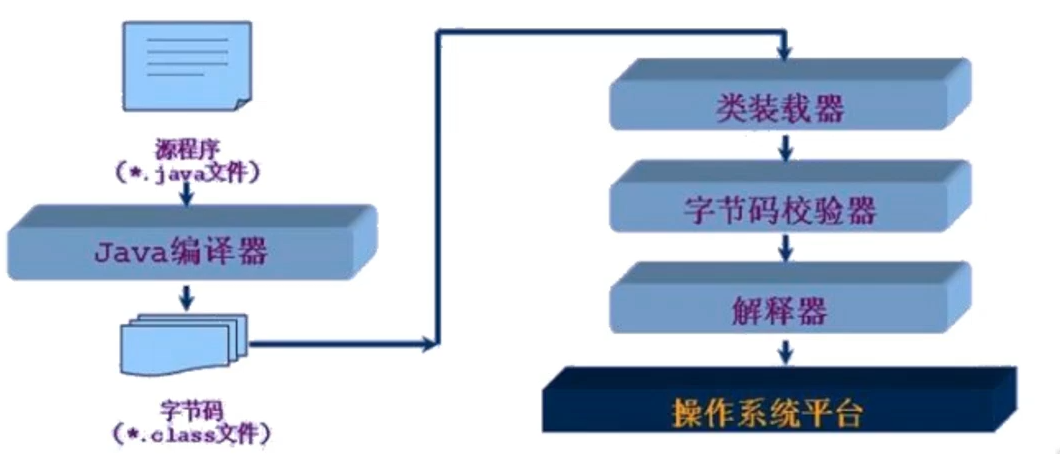 源程序
(*.java文件)
Java编译器
字节码
(*.class文件)
类装载器
字节码校验器
解释器
操作系统平台